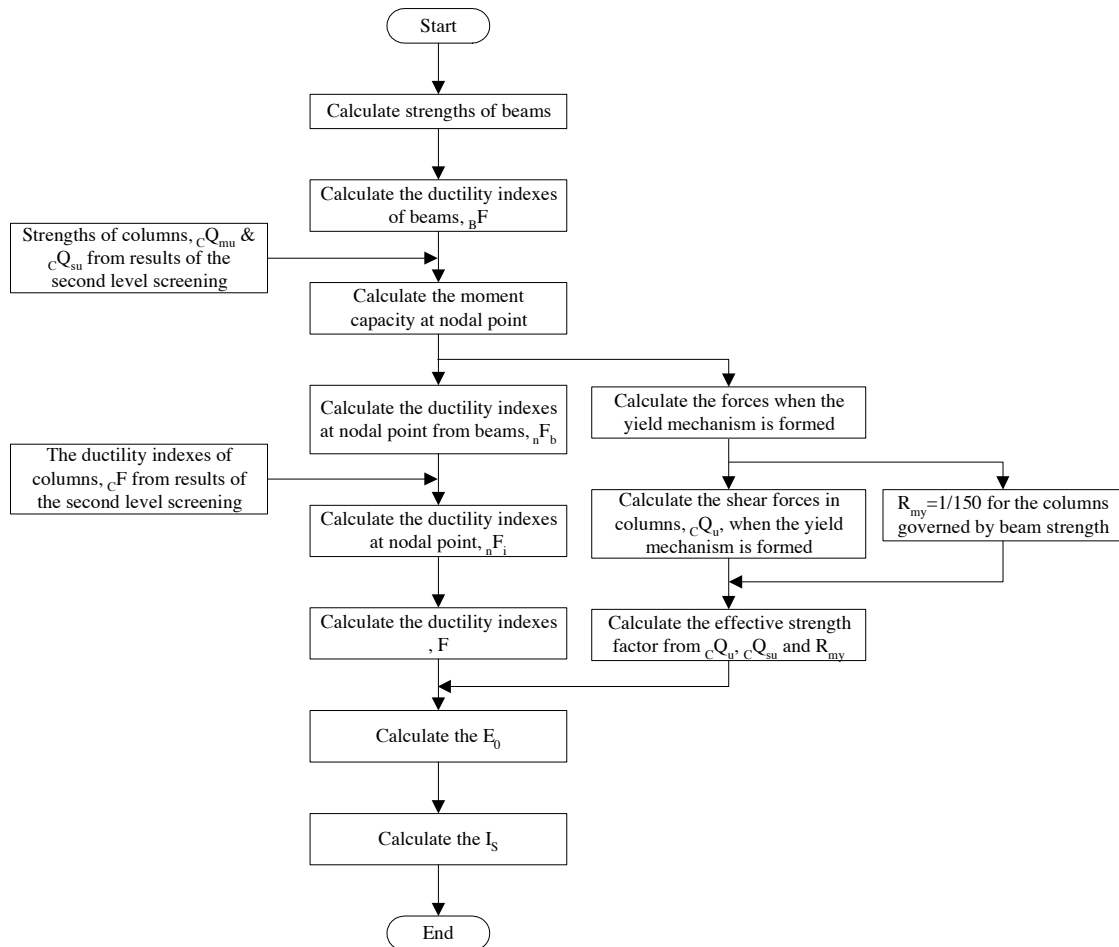 Start
Calculate strengths of beams
Calculate the ductility indexes
of beams, BF
Strengths of columns, CQmu &
CQsu from results of the
second level screening
Calculate the moment
capacity at nodal point
Calculate the ductility indexes
at nodal point from beams, nFb
Calculate the forces when the
yield mechanism is formed
The ductility indexes of
columns, CF from results of
the second level screening
Calculate the shear forces in
columns, CQu, when the yield
mechanism is formed
Rmy=1/150 for the columns
governed by beam strength
Calculate the ductility indexes
at nodal point, nFi
Calculate the ductility indexes
, F
Calculate the effective strength
factor from CQu, CQsu and Rmy
Calculate the E0
Calculate the IS
End